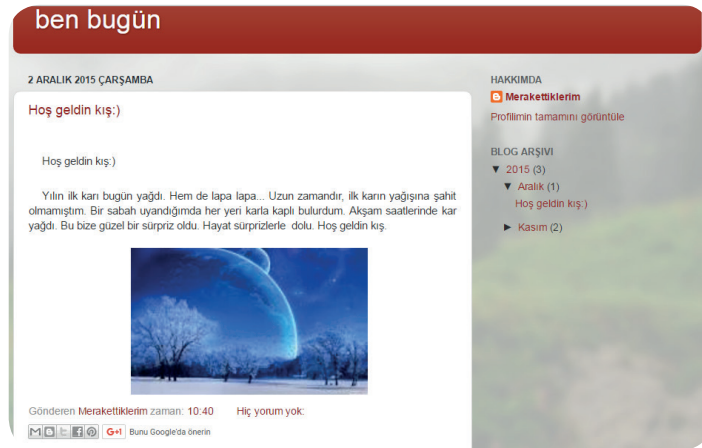 ben bugün
2 ARALIK 2015 ÇARŞAMBA
Hoş geldin kış:)
Hoş geldin kış:)
Yılın ilk karı bugün yağdı. Hem de lapa lapa... Uzun zamandır, ilk karın yağışına şahit
olmamıştım. Bir sabah uyandığımda her yeri karla kaplı bulurdum. Akşam saatlerinde kar
yağdı. Bu bize güzel bir sürpriz oldu. Hayat sürprizlerle dolu. Hoş geldin kış.
Gönderen Merakettiklerim zaman: 10:40 Hiç yorum yok:
G+1 Bunu Google'da önerin
HAKKIMDA
Merakettiklerim
Profilimin tamamını görüntüle
BLOG ARŞIVI
▼ 2015 (3)
▼ Aralık (1)
Hoş geldin kış:)
► Kasım (2)